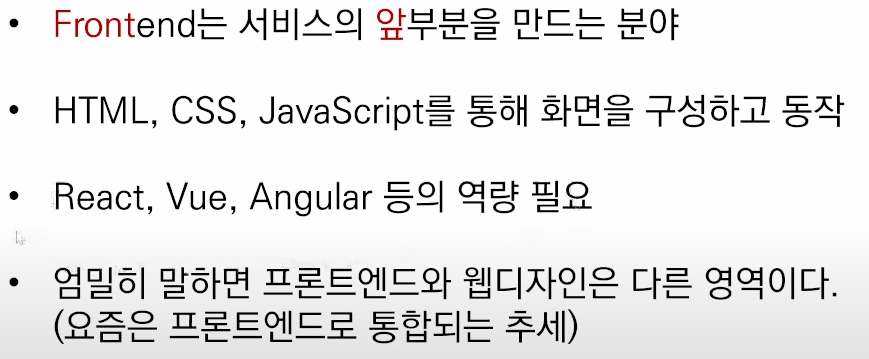 • Frontend는 서비스의 앞부분을 만드는 분야
• HTML, CSS, JavaScript를 통해 화면을 구성하고 동작
• React, Vue, Angular 등의 역량 필요
• 엄밀히 말하면 프론트엔드와 웹디자인은 다른 영역이다.
(요즘은 프론트엔드로 통합되는 추세)